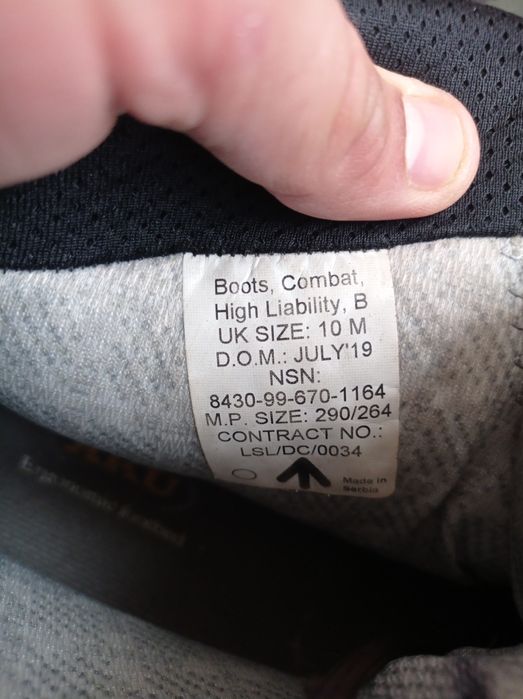 Boots, Combat,
High Liability, B
UK SIZE: 10 M
D.O.M.: JULY'19
NSN:
8430-99-670-1164
M.P. SIZE: 290/264
CONTRACT NO.:
LSL/DC/0034
Made in
Serbia
AKU